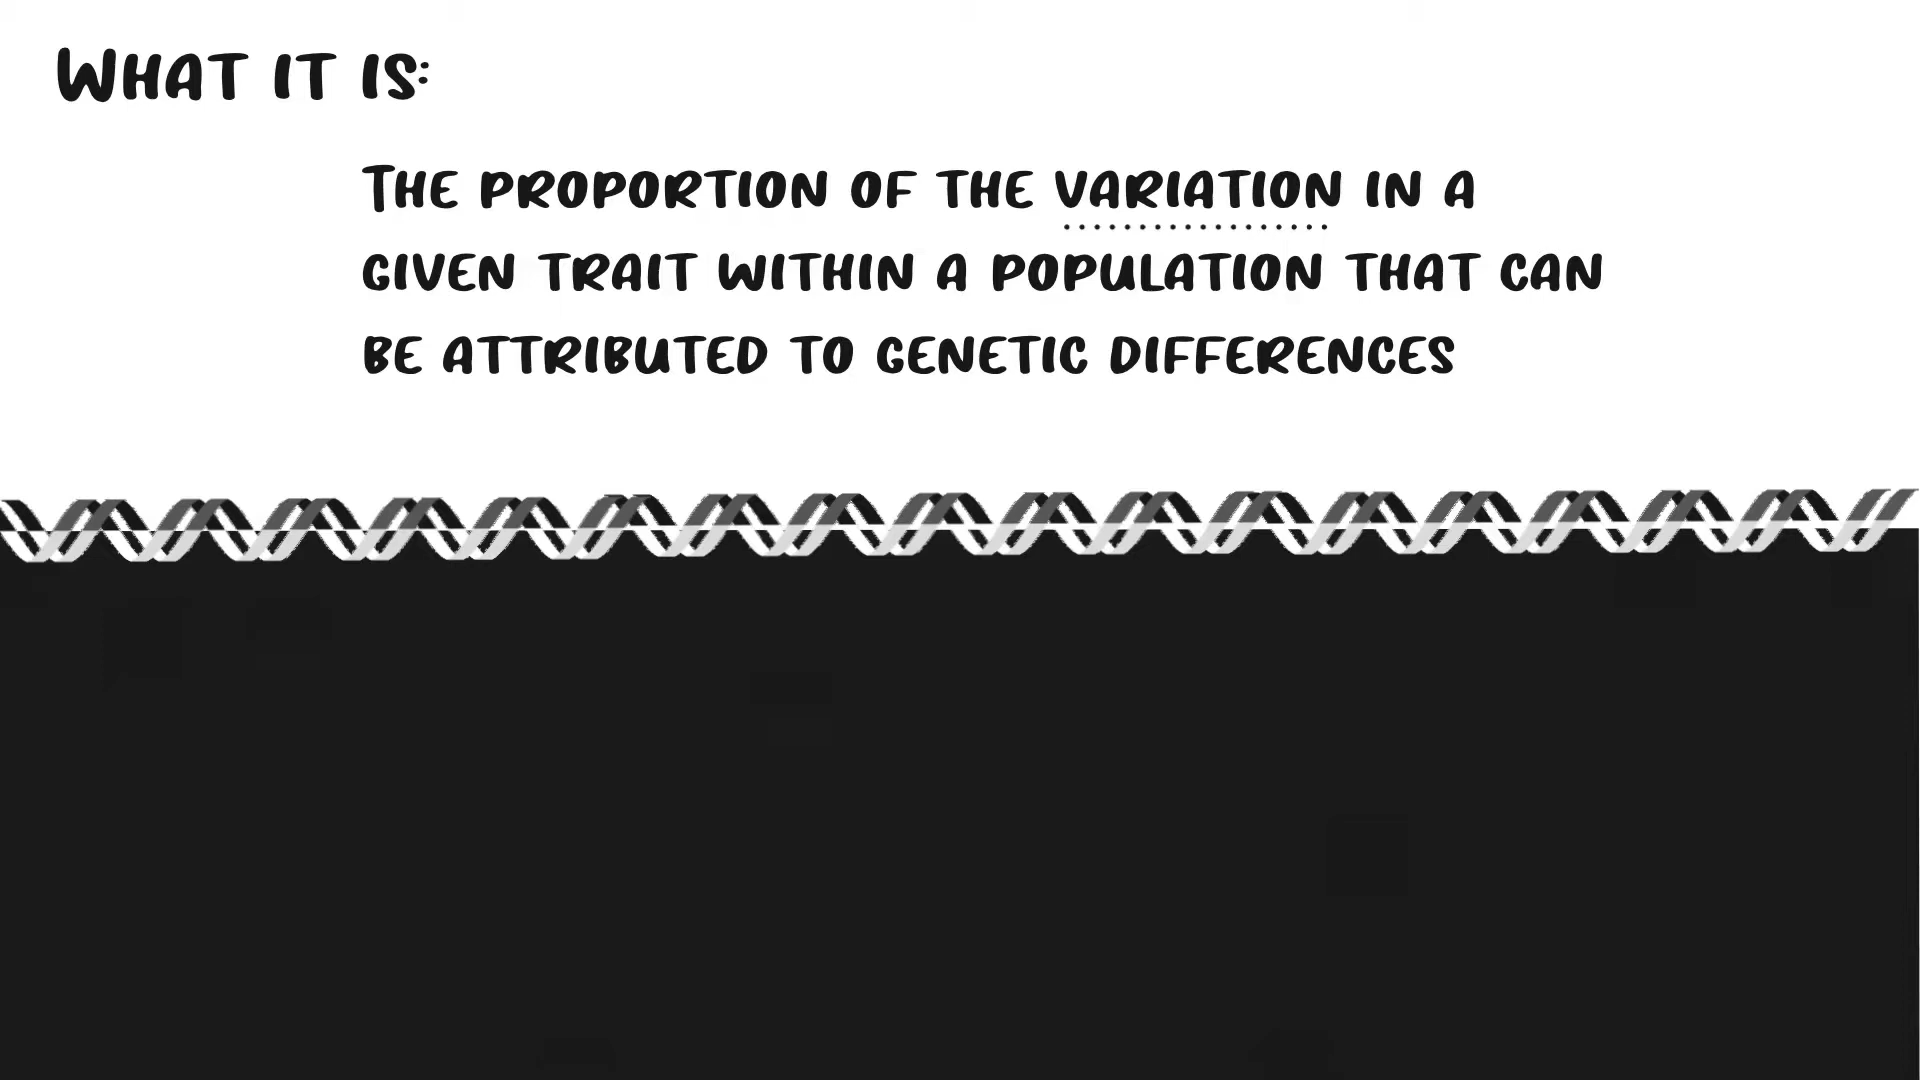 WHAT IT IS:
THE PROPORTION OF THE VARIATION IN A
GIVEN TRAIT WITHIN A POPULATION THAT CAN
BE ATTRIBUTED TO GENETIC DIFFERENCES